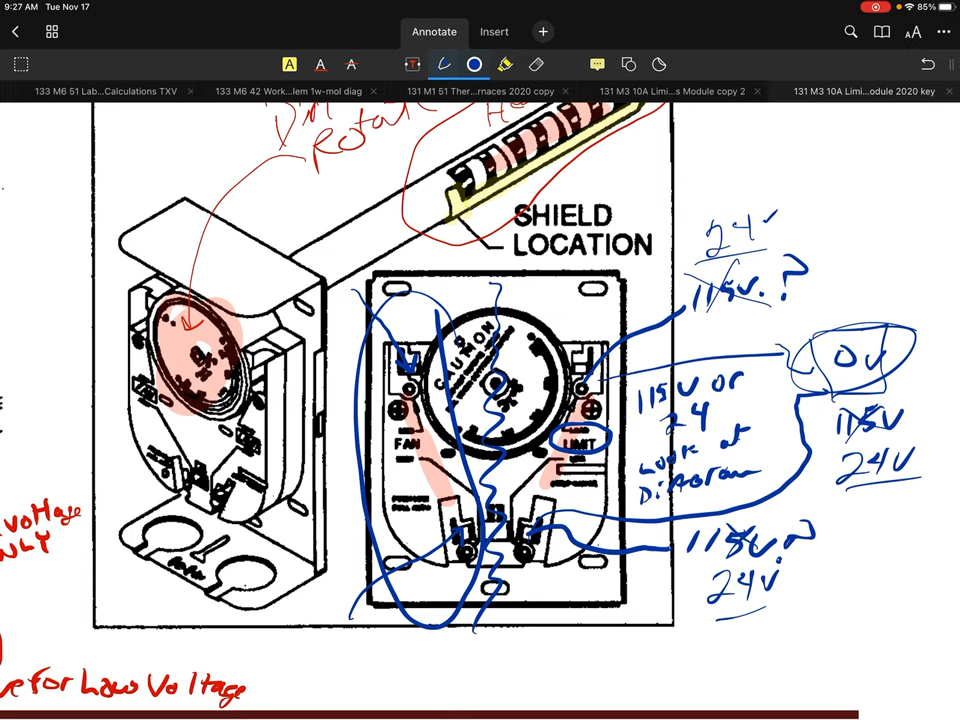 9:27 AM Tue Nov 17
85%
Annotate
Insert
133 M6 51 Lab...Calculations TXV
133 M6 42 Work...lem 1w-mol diag
131 M1 51 Ther...rnaces 2020 copy
131 M3 10A Limi...s Module copy 2
131 M3 10A Limi...odule 2020 key
Rotate
SHIELD
LOCATION
24
115V.?
CAUTION
0V
115V or
24
Look at
Diagram
115V
24V
FAN
LIMIT
115V?
24V
voltage
NLY
ve For Low Voltage